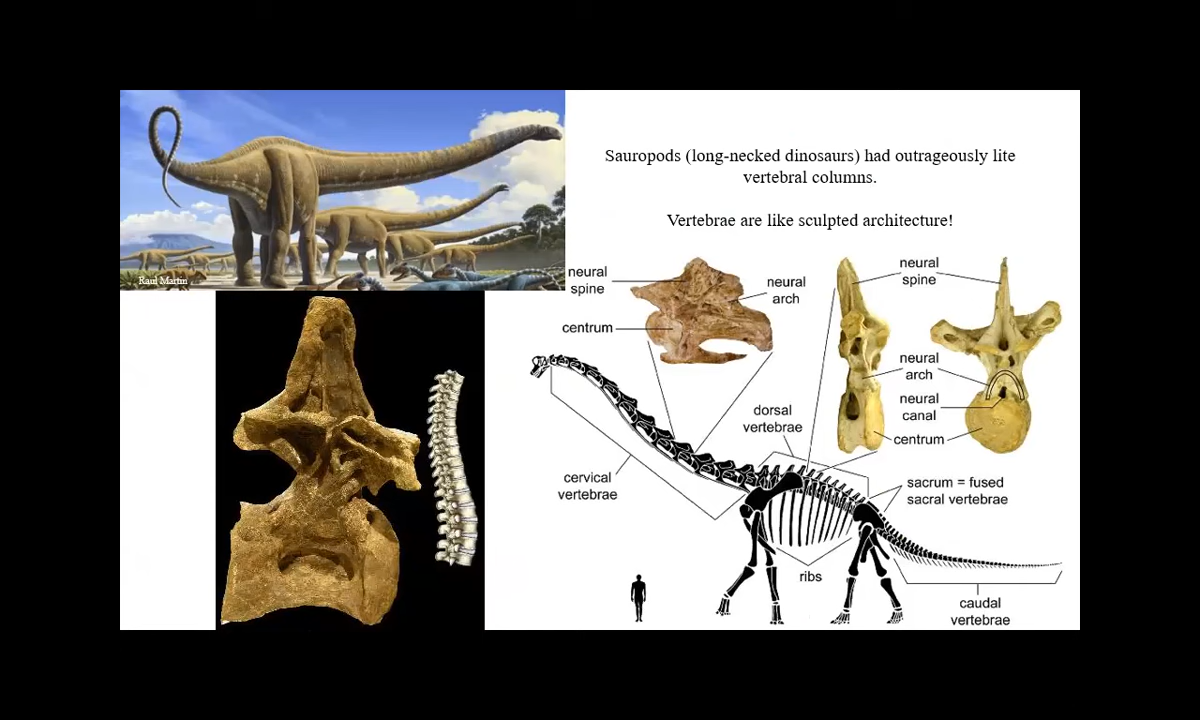 Sauropods (long-necked dinosaurs) had outrageously lite
vertebral columns.
Vertebrae are like sculpted architecture!
Raul Martin
neural
spine
neural
arch
centrum
neural
spine
neural
arch
neural
canal
centrum
dorsal
vertebrae
cervical
vertebrae
sacrum = fused
sacral vertebrae
ribs
caudal
vertebrae